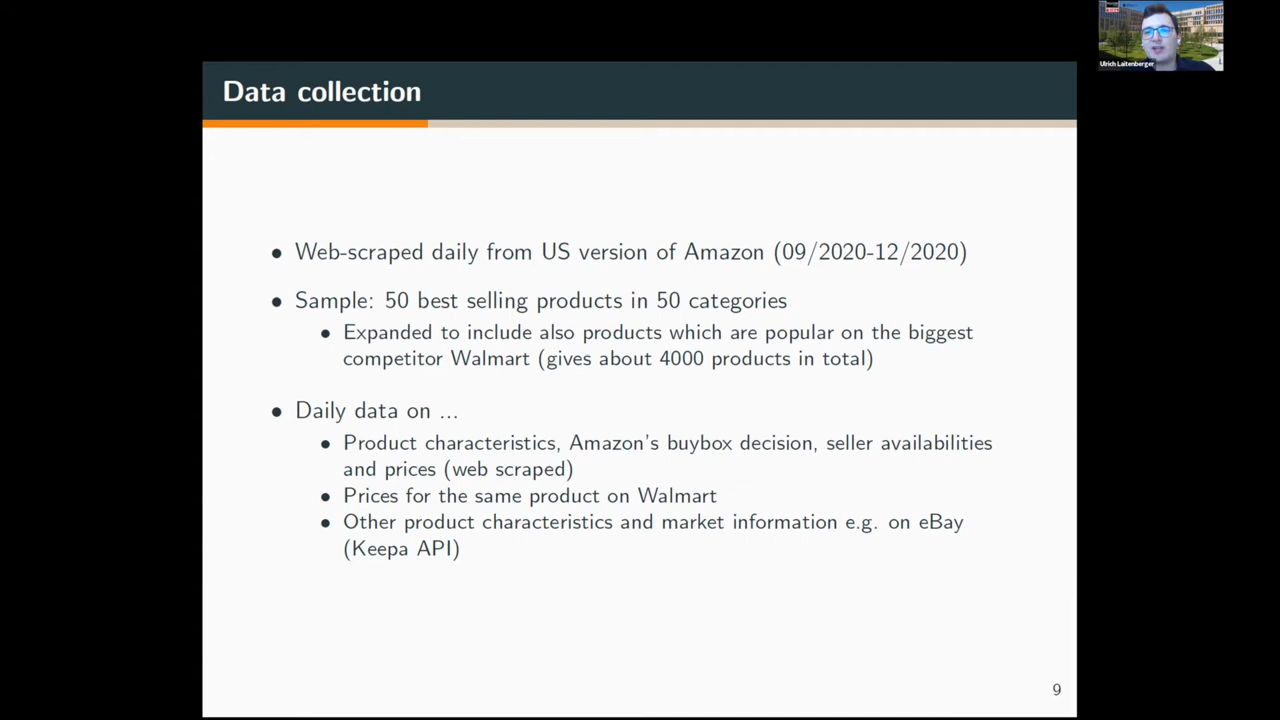 Data collection
Ulrich Laitenberger
• Web-scraped daily from US version of Amazon (09/2020-12/2020)
• Sample: 50 best selling products in 50 categories
• Expanded to include also products which are popular on the biggest
competitor Walmart (gives about 4000 products in total)
• Daily data on ...
• Product characteristics, Amazon's buybox decision, seller availabilities
and prices (web scraped)
• Prices for the same product on Walmart
• Other product characteristics and market information e.g. on eBay
(Keepa API)
9